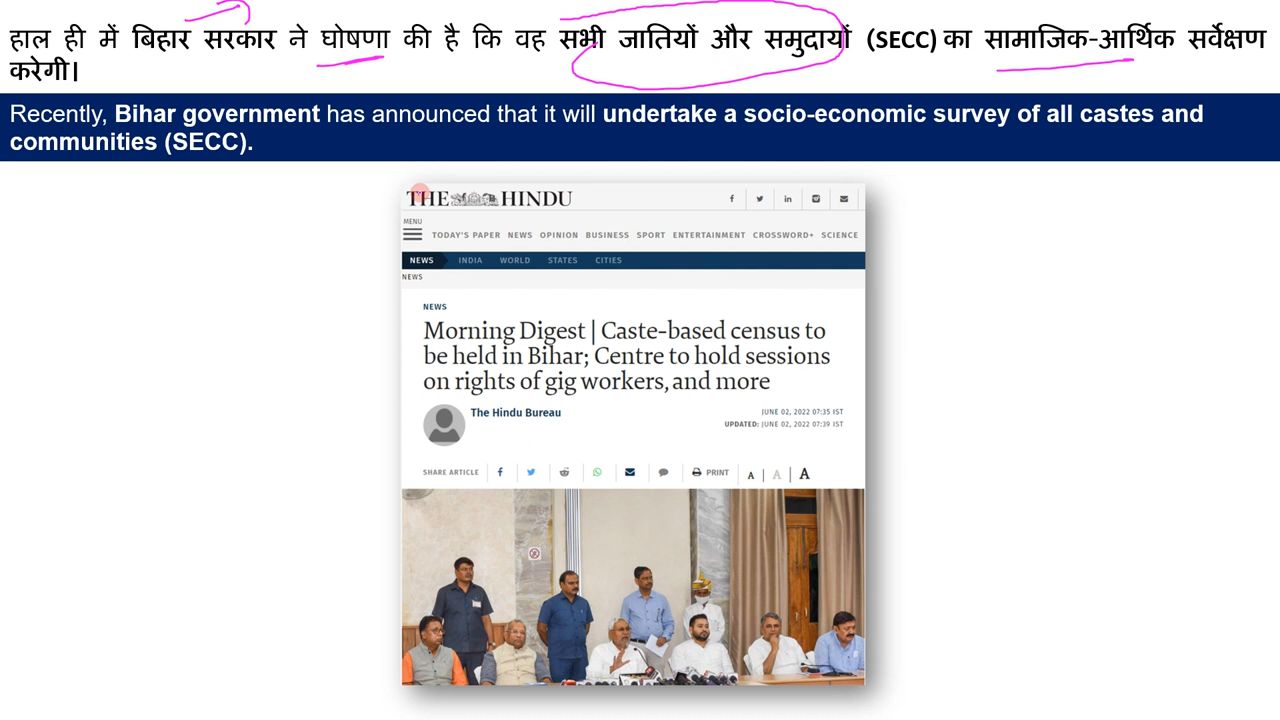 हाल ही में बिहार सरकार ने घोषणा की है कि वह सभी जातियों और समुदायों (SECC) का सामाजिक-आर्थिक सर्वेक्षण
करेगी।
Recently, Bihar government has announced that it will undertake a socio-economic survey of all castes and
communities (SECC).
THE HINDU
MENU
TODAY'S PAPER NEWS OPINION BUSINESS SPORT ENTERTAINMENT CROSSWORD+ SCIENCE
NEWS INDIA WORLD STATES CITIES
NEWS
NEWS
Morning Digest | Caste-based census to
be held in Bihar; Centre to hold sessions
on rights of gig workers, and more
The Hindu Bureau
JUNE 02, 2022 07:35 IST
UPDATED: JUNE 02, 2022 07:39 IST
SHARE ARTICLE PRINT A | A | A